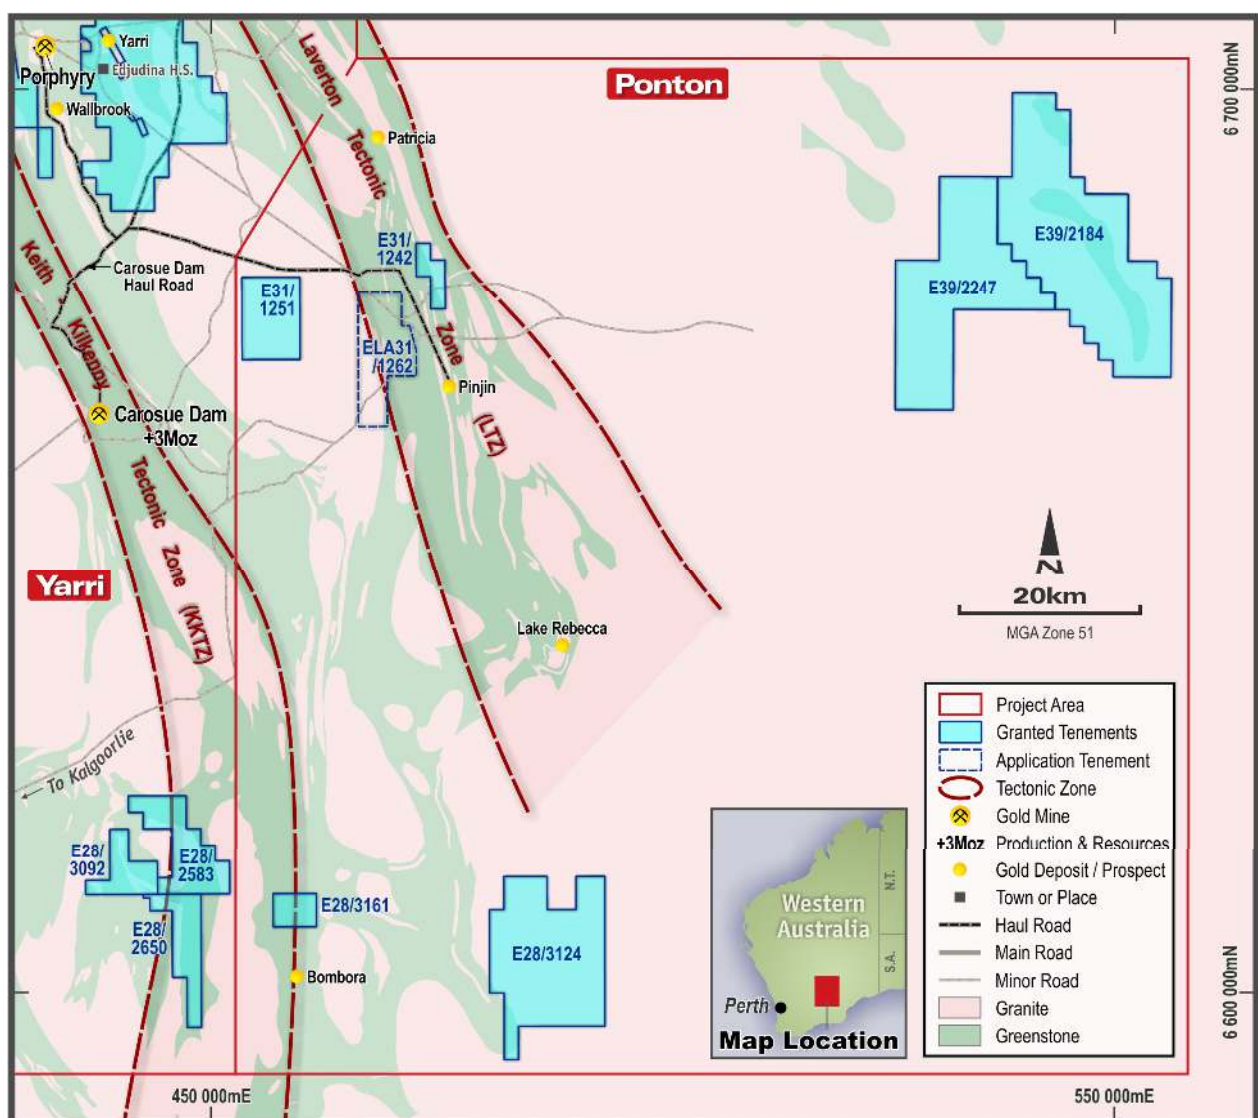 Yarri
Edjudina H.S.
Porphyry
Wallbrook
Laverton
Tectonic
Zone
(LTZ)
Patricia
Ponton
6 700 000mN
E39/2184
E39/2247
E31/
1242
E31/
1251
ELA31
/1262
Carosue Dam
Haul Road
Keith -
Kilkenny
Tectonic
Zone
(KKTZ)
Pinjin
Carosue Dam
+3Moz
Yarri
Lake Rebecca
N
20km
MGA Zone 51
To Kalgoorlie
E28/
3092
E28/
2583
E28/
2650
E28/3161
Bombora
E28/3124
Project Area
Granted Tenements
Application Tenement
Tectonic Zone
Gold Mine
+3Moz Production & Resources
Gold Deposit / Prospect
Town or Place
Haul Road
Main Road
Minor Road
Granite
Greenstone
Western
Australia
N.T.
S.A.
Perth
Map Location
6 600 000mN
450 000mE
550 000mE